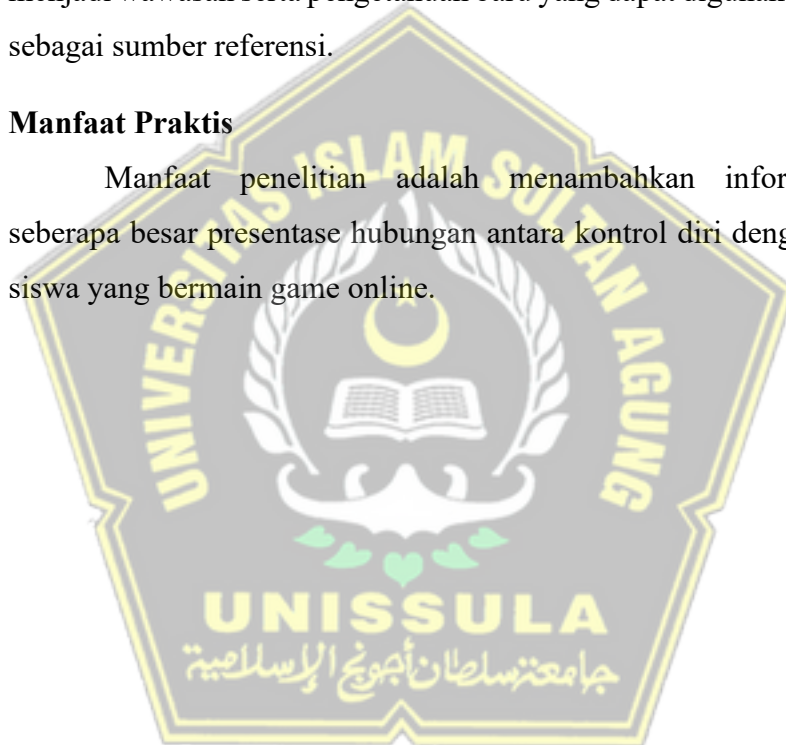 menjadi wawasan serta pengetahuan baru yang dapat digunan
sebagai sumber referensi.
Manfaat Praktis
Manfaat penelitian adalah menambahkan infor
seberapa besar presentase hubungan antara kontrol diri deng
siswa yang bermain game online.
UNIVERSITAS ISLAM SULTAN AGUNG
UNISSULA
جامعة سلطان أجونج الإسلامية